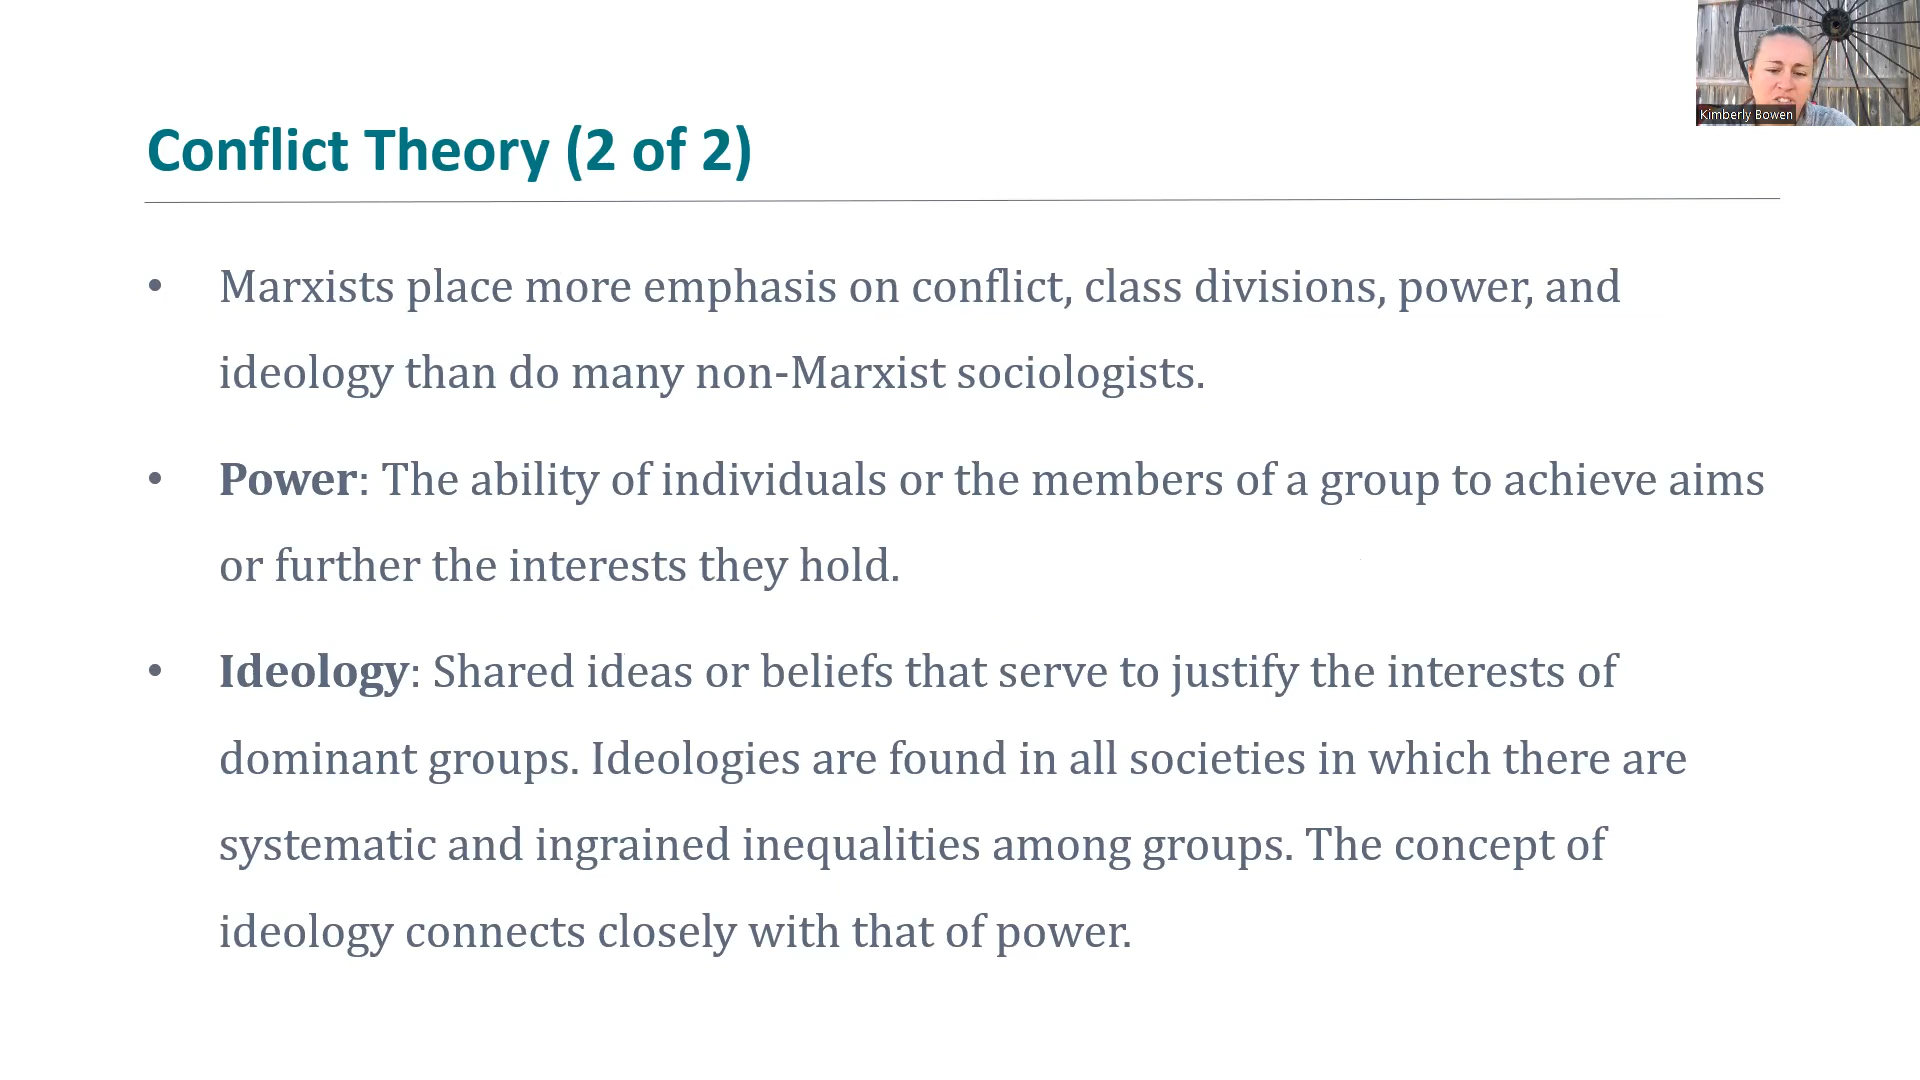 Kimberly Bowen
Conflict Theory (2 of 2)
• Marxists place more emphasis on conflict, class divisions, power, and
ideology than do many non-Marxist sociologists.
• Power: The ability of individuals or the members of a group to achieve aims
or further the interests they hold.
• Ideology: Shared ideas or beliefs that serve to justify the interests of
dominant groups. Ideologies are found in all societies in which there are
systematic and ingrained inequalities among groups. The concept of
ideology connects closely with that of power.